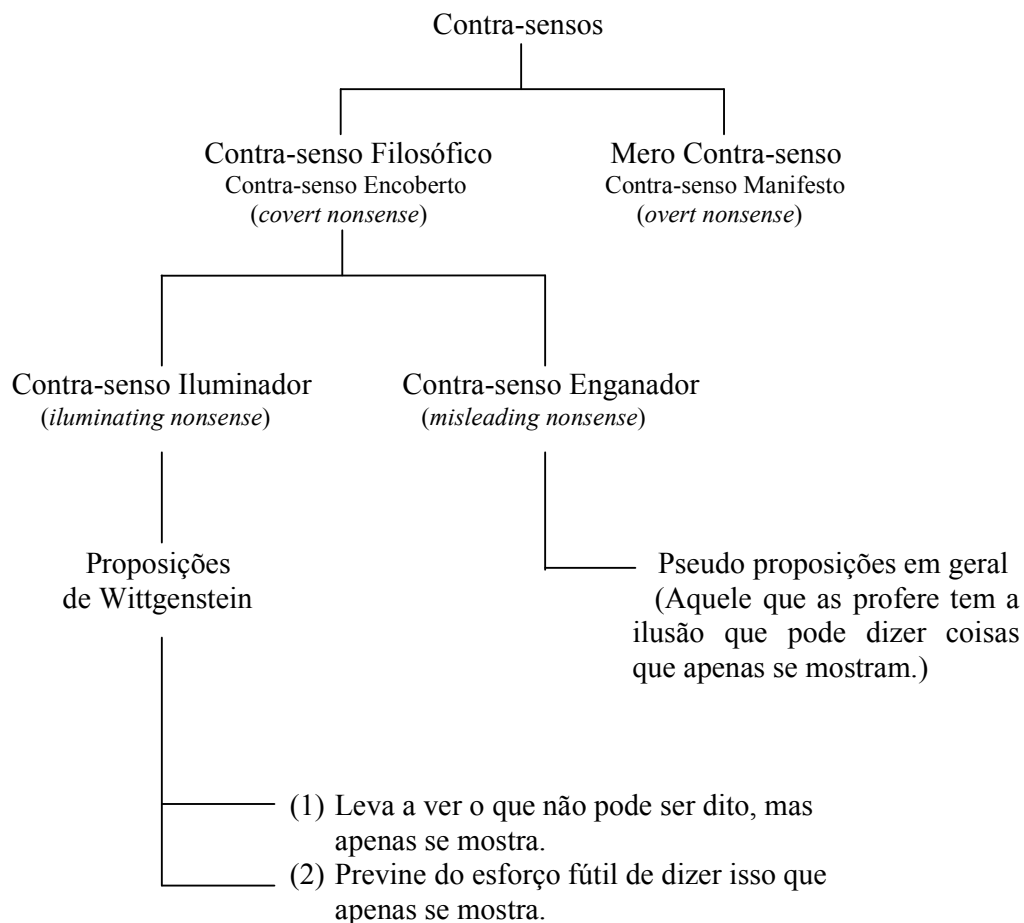 Contra-sensos
Contra-senso Filosófico
Contra-senso Encoberto
(covert nonsense)
Mero Contra-senso
Contra-senso Manifesto
(overt nonsense)
Contra-senso Iluminador
(iluminating nonsense)
Contra-senso Enganador
(misleading nonsense)
Proposições
de Wittgenstein
Pseudo proposições em geral
(Aquele que as profere tem a
ilusão que pode dizer coisas
que apenas se mostram.)
(1) Leva a ver o que não pode ser dito, mas
apenas se mostra.
(2) Previne do esforço fútil de dizer isso que
apenas se mostra.